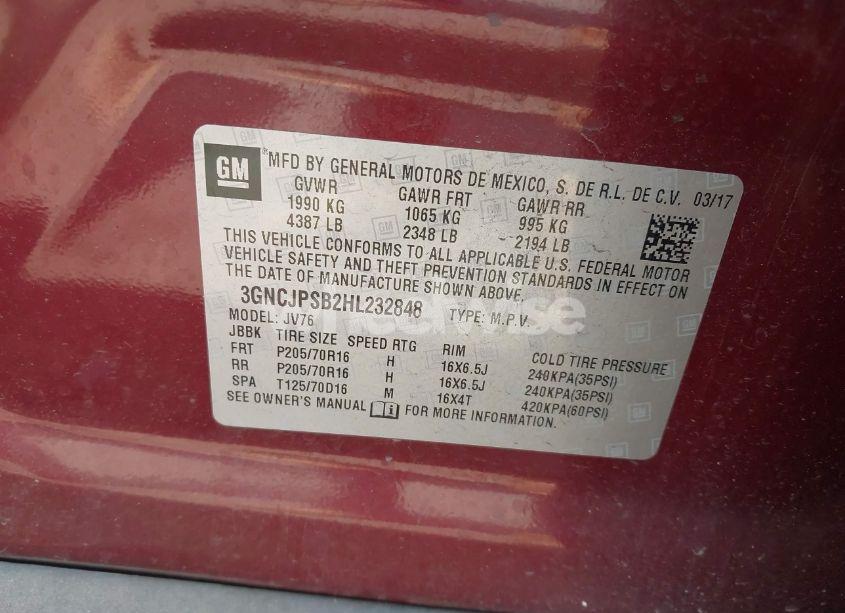 GM
® MFD BY GENERAL MOTORS DE MEXICO, S. DE R.L. DE C.V. 03/17
GVWR GAWR FRT GAWR RR
1990 KG 1065 KG 995 KG
4387 LB 2348 LB 2194 LB
THIS VEHICLE CONFORMS TO ALL APPLICABLE U.S. FEDERAL MOTOR
VEHICLE SAFETY AND THEFT PREVENTION STANDARDS IN EFFECT ON
THE DATE OF MANUFACTURE SHOWN ABOVE.
3GNCJPSB2HL232848 TYPE: M.P.V.
MODEL: JV76
JBBK TIRE SIZE SPEED RTG RIM COLD TIRE PRESSURE
FRT P205/70R16 H 16X6.5J 240KPA(35PSI)
RR P205/70R16 H 16X6.5J 240KPA(35PSI)
SPA T125/70D16 M 16X4T 420KPA(60PSI)
SEE OWNER'S MANUAL FOR MORE INFORMATION.